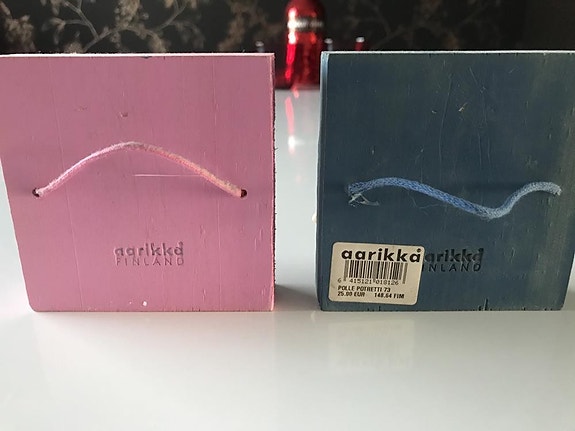 aarikka
FINLAND
aarikka
FINLAND
aarikka
6 415121 018126
POLLE POTRETTI 73
25.00 EUR 148.64 FIM